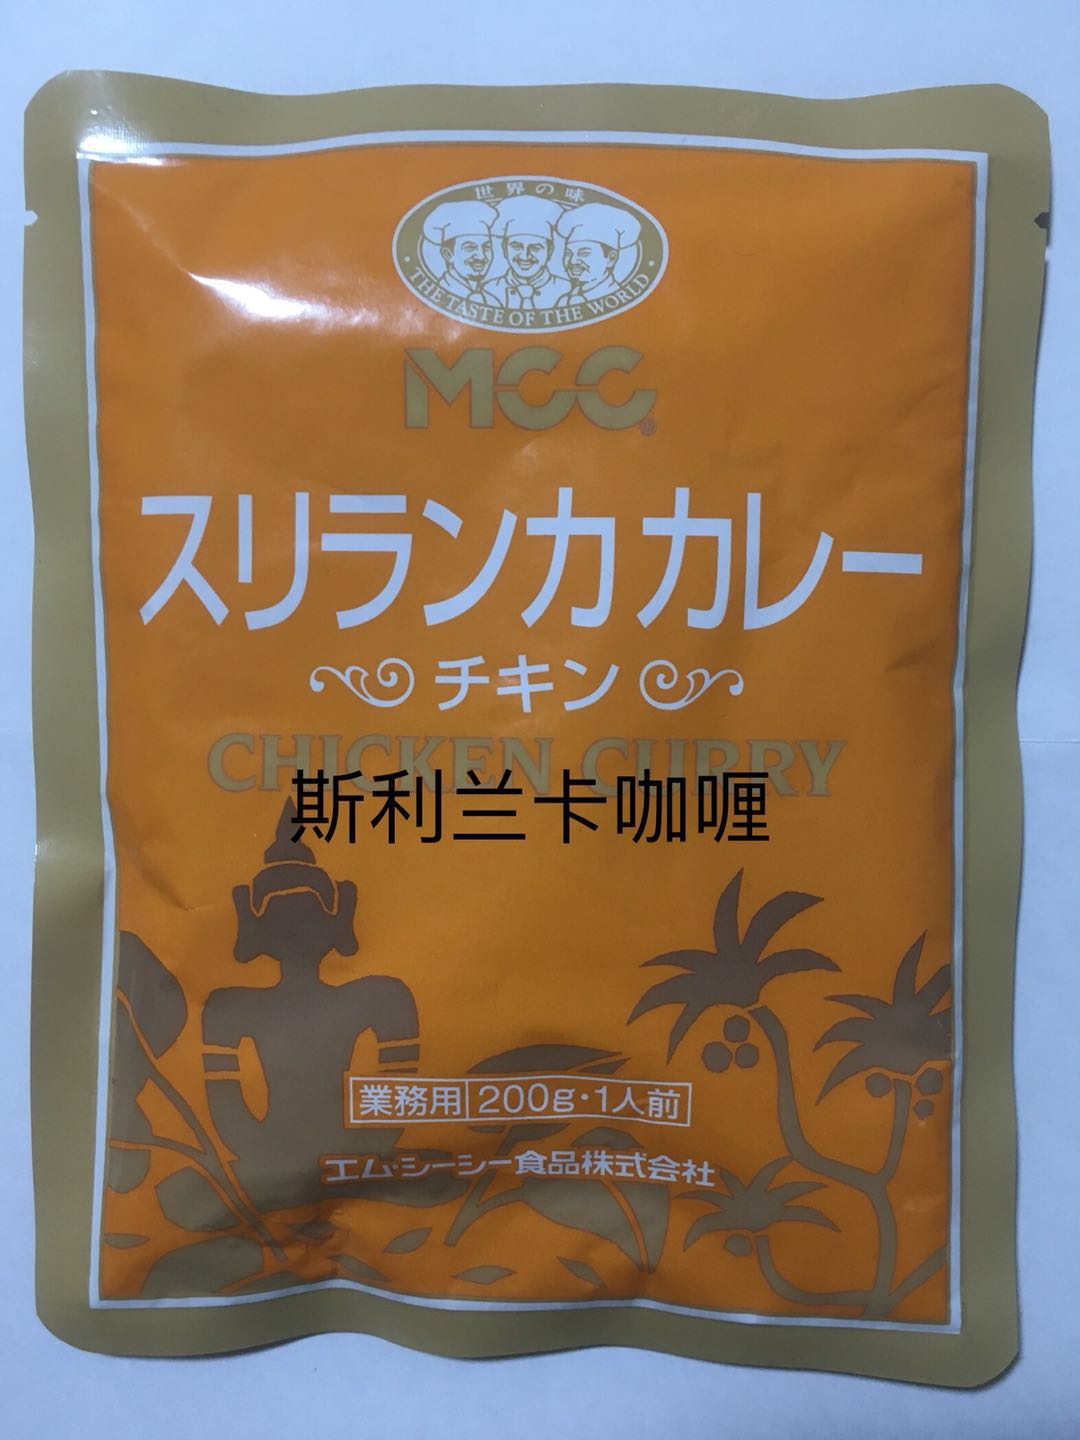 世界の味
THE TASTE OF THE WORLD
MCC®
スリランカカレー
チキン
CHICKEN CURRY
斯利兰卡咖喱
業務用 200g・1人前
エム・シーシー食品株式会社